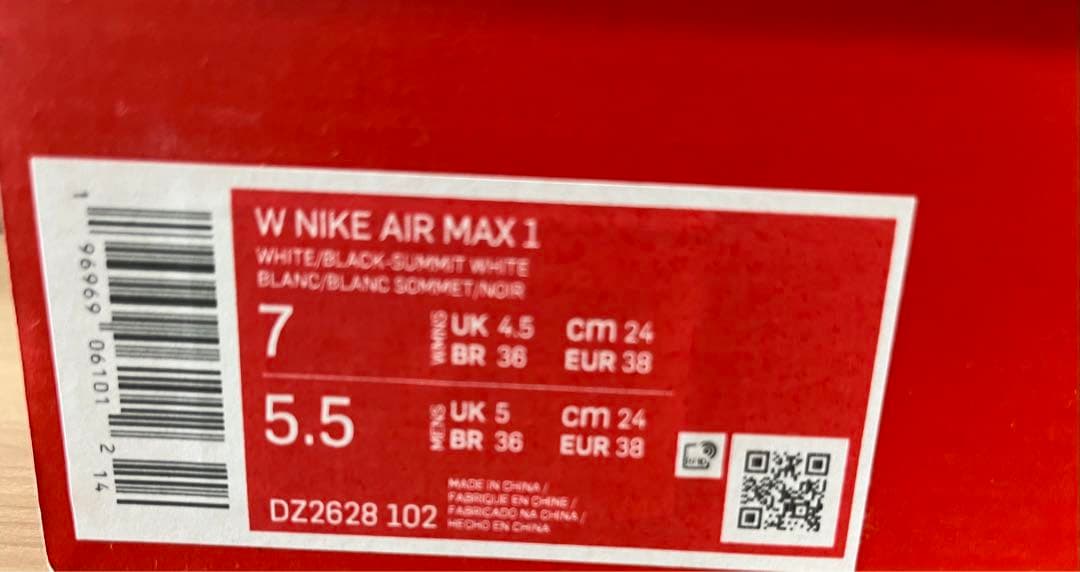 1 96969 06101 2 14
W NIKE AIR MAX 1
WHITE/BLACK-SUMMIT WHITE
BLANC/BLANC SOMMET/NOIR
7 WMNS UK 4.5 cm 24
BR 36 EUR 38
5.5 MENS UK 5 cm 24
BR 36 EUR 38
DZ2628 102
MADE IN CHINA /
FABRIQUE EN CHINE /
FABRICADO NA CHINA /
HECHO EN CHINA